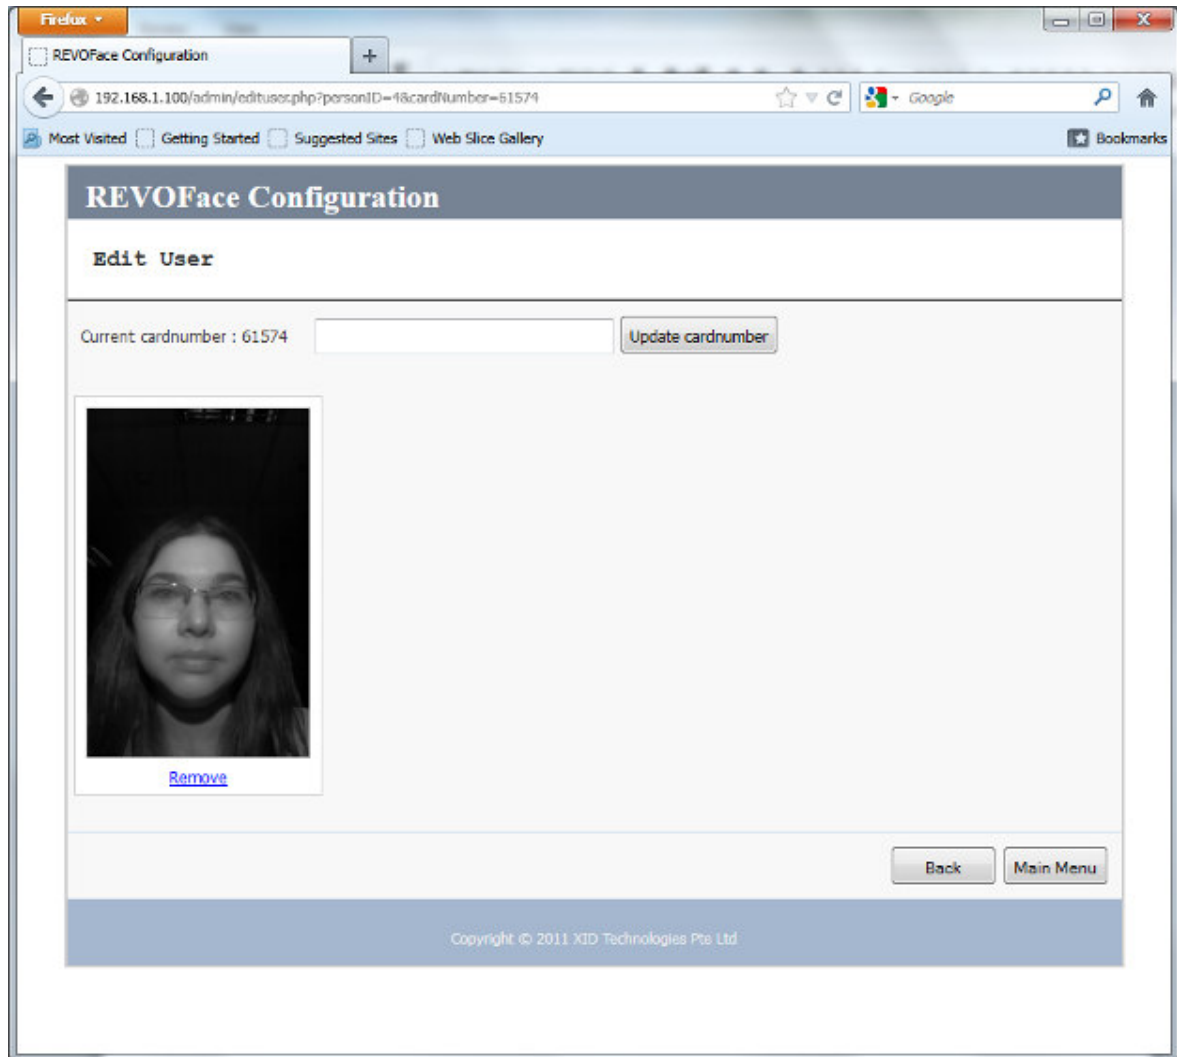 Firefox
REVOFace Configuration
192.168.1.100/admin/edituser.php?personID=4&cardNumber=61574
Google
Most Visited Getting Started Suggested Sites Web Slice Gallery Bookmarks
REVOFace Configuration
Edit User
Current cardnumber : 61574 Update cardnumber
Remove
Back Main Menu
Copyright © 2011 XID Technologies Pte Ltd